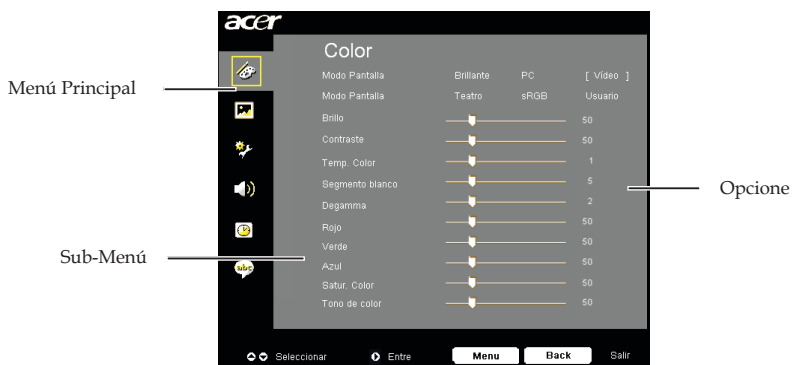 acer
Color
Modo Pantalla Brillante PC [ Vídeo ]
Modo Pantalla Teatro sRGB Usuario
Brillo 50
Contraste 50
Temp. Color 1
Segmento blanco 5
Degamma 2
Rojo 50
Verde 50
Azul 50
Satur. Color 50
Tono de color 50
abc
Seleccionar Entre Menu Back Salir
Menú Principal
Sub-Menú
Opcione